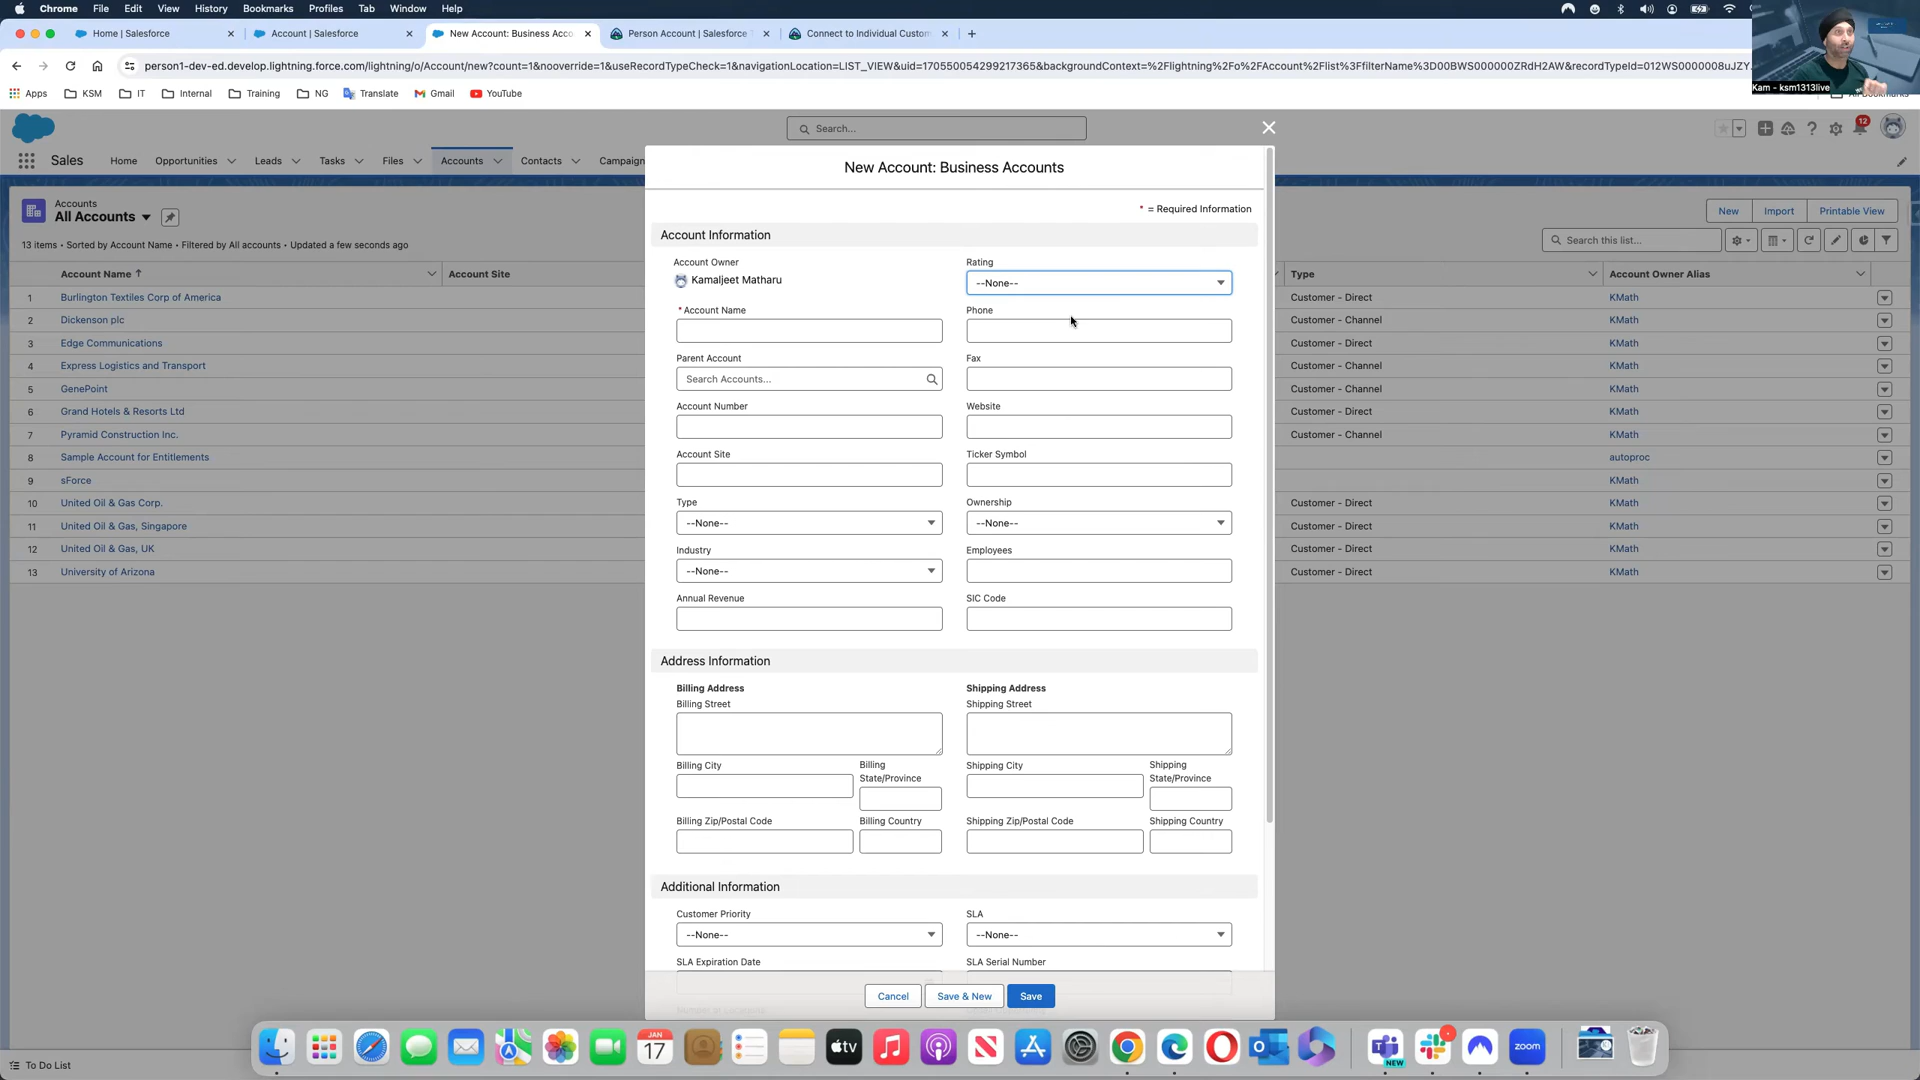 Chrome File Edit View History Bookmarks Profiles Tab Window Help
Home | Salesforce
Account | Salesforce
New Account: Business Acco
Person Account | Salesforce
Connect to Individual Custom
person1-dev-ed.develop.lightning.force.com/lightning/o/Account/new?count=1&nooverride=1&useRecordTypeCheck=1&navigationLocation=LIST_VIEW&uid=170550054299217365&backgroundContext=%2Flightning%2Fo%2FAccount%2Flist%3FfilterName%3D00BWS000000ZRdH2AW&recordTypeId=012WS0000008uJZY
Kam - ksm1313live
Apps KSM IT Internal Training NG Translate Gmail YouTube
Search...
12
Sales Home Opportunities Leads Tasks Files Accounts Contacts Campaign
Accounts
All Accounts
New Import Printable View
13 items • Sorted by Account Name • Filtered by All accounts • Updated a few seconds ago
Search this list...
Account Name Account Site Type Account Owner Alias
1 Burlington Textiles Corp of America Customer - Direct KMath
2 Dickenson plc Customer - Channel KMath
3 Edge Communications Customer - Direct KMath
4 Express Logistics and Transport Customer - Channel KMath
5 GenePoint Customer - Channel KMath
6 Grand Hotels & Resorts Ltd Customer - Direct KMath
7 Pyramid Construction Inc. Customer - Channel KMath
8 Sample Account for Entitlements autoproc
9 sForce KMath
10 United Oil & Gas Corp. Customer - Direct KMath
11 United Oil & Gas, Singapore Customer - Direct KMath
12 United Oil & Gas, UK Customer - Direct KMath
13 University of Arizona Customer - Direct KMath
New Account: Business Accounts
* = Required Information
Account Information
Account Owner
Kamaljeet Matharu
Rating
--None--
* Account Name
Phone
Parent Account
Search Accounts...
Fax
Account Number
Website
Account Site
Ticker Symbol
Type
--None--
Ownership
--None--
Industry
--None--
Employees
Annual Revenue
SIC Code
Address Information
Billing Address
Shipping Address
Billing Street
Shipping Street
Billing City
Billing State/Province
Shipping City
Shipping State/Province
Billing Zip/Postal Code
Billing Country
Shipping Zip/Postal Code
Shipping Country
Additional Information
Customer Priority
--None--
SLA
--None--
SLA Expiration Date
SLA Serial Number
Cancel Save & New Save
To Do List
JAN
17
tv
NEW
zoom